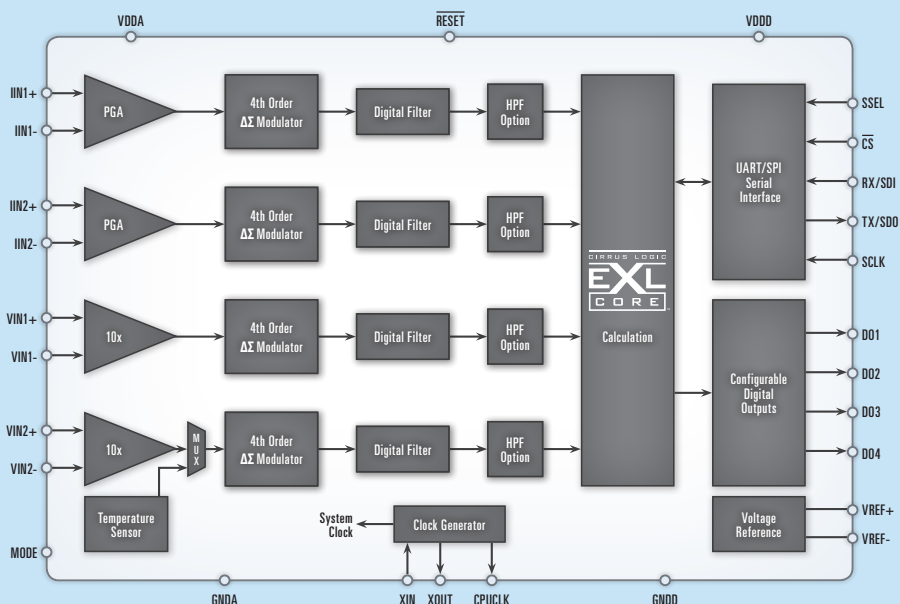 VDDA
RESET
VDDD
IIN1+
IIN1-
PGA
4th Order
ΔΣ Modulator
Digital Filter
HPF
Option
IIN2+
IIN2-
PGA
4th Order
ΔΣ Modulator
Digital Filter
HPF
Option
VIN1+
VIN1-
10x
4th Order
ΔΣ Modulator
Digital Filter
HPF
Option
VIN2+
VIN2-
10x
MUX
4th Order
ΔΣ Modulator
Digital Filter
HPF
Option
CIRRUS LOGIC
EXL
CORE
Calculation
UART/SPI
Serial
Interface
SSEL
CS
RX/SDI
TX/SDO
SCLK
Configurable
Digital
Outputs
DO1
DO2
DO3
DO4
Temperature
Sensor
System
Clock
Clock Generator
Voltage
Reference
VREF+
VREF-
MODE
GNDA
XIN
XOUT
CPUCLK
GNDD